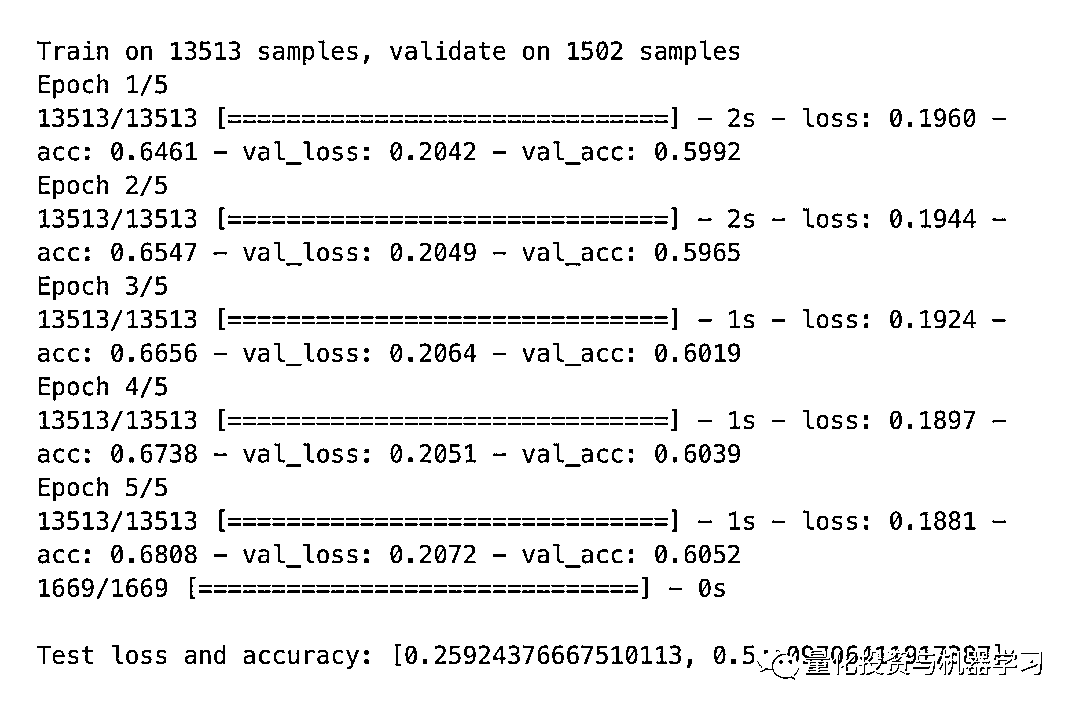 Train on 13513 samples, validate on 1502 samples
Epoch 1/5
13513/13513 [==============================] - 2s - loss: 0.1960 -
acc: 0.6461 - val_loss: 0.2042 - val_acc: 0.5992
Epoch 2/5
13513/13513 [==============================] - 2s - loss: 0.1944 -
acc: 0.6547 - val_loss: 0.2049 - val_acc: 0.5965
Epoch 3/5
13513/13513 [==============================] - 1s - loss: 0.1924 -
acc: 0.6656 - val_loss: 0.2064 - val_acc: 0.6019
Epoch 4/5
13513/13513 [==============================] - 1s - loss: 0.1897 -
acc: 0.6738 - val_loss: 0.2051 - val_acc: 0.6039
Epoch 5/5
13513/13513 [==============================] - 1s - loss: 0.1881 -
acc: 0.6808 - val_loss: 0.2072 - val_acc: 0.6052
1669/1669 [==============================] - 0s
Test loss and accuracy: [0.25924376667510113,
量化投资与机器学习